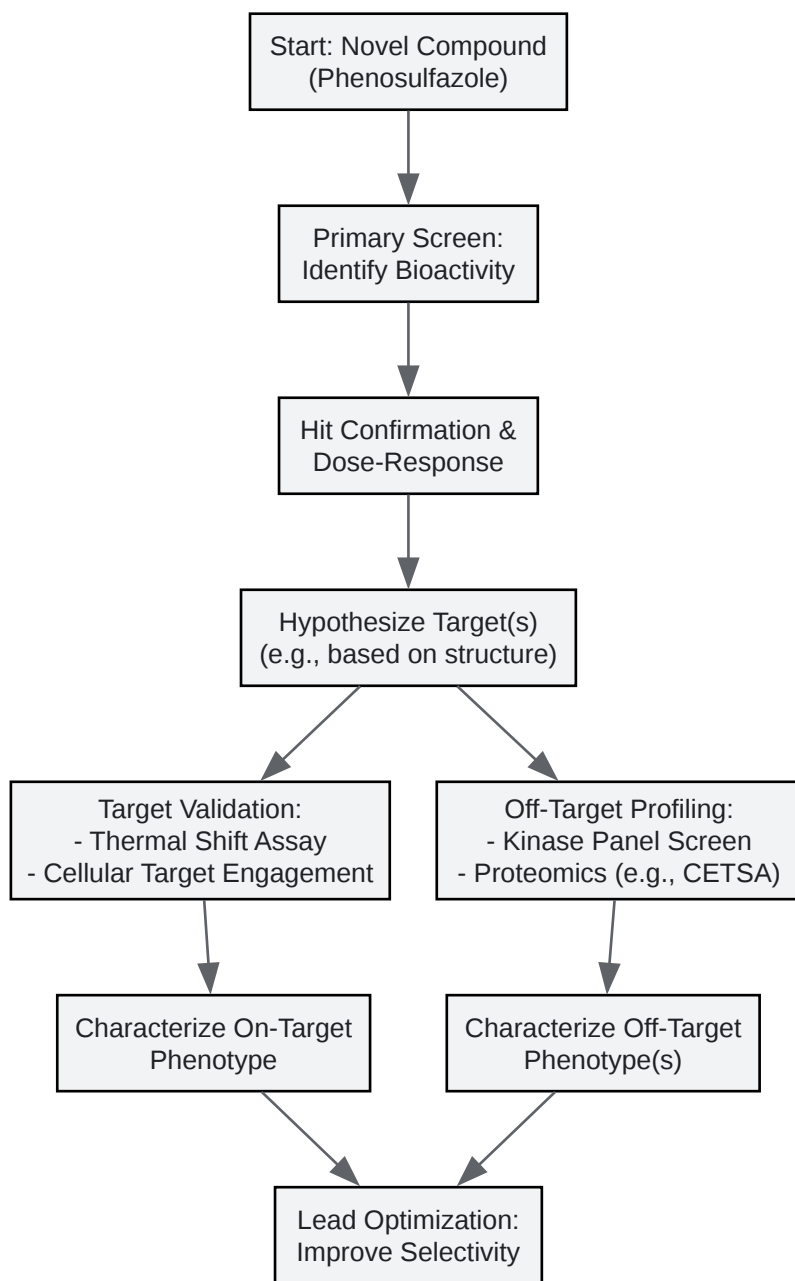 Start: Novel Compound
(Phenosulfazole)
Primary Screen:
Identify Bioactivity
Hit Confirmation &
Dose-Response
Hypothesize Target(s)
(e.g., based on structure)
Target Validation:
- Thermal Shift Assay
- Cellular Target Engagement
Off-Target Profiling:
- Kinase Panel Screen
- Proteomics (e.g., CETSA)
Characterize On-Target
Phenotype
Characterize Off-Target
Phenotype(s)
Lead Optimization:
Improve Selectivity